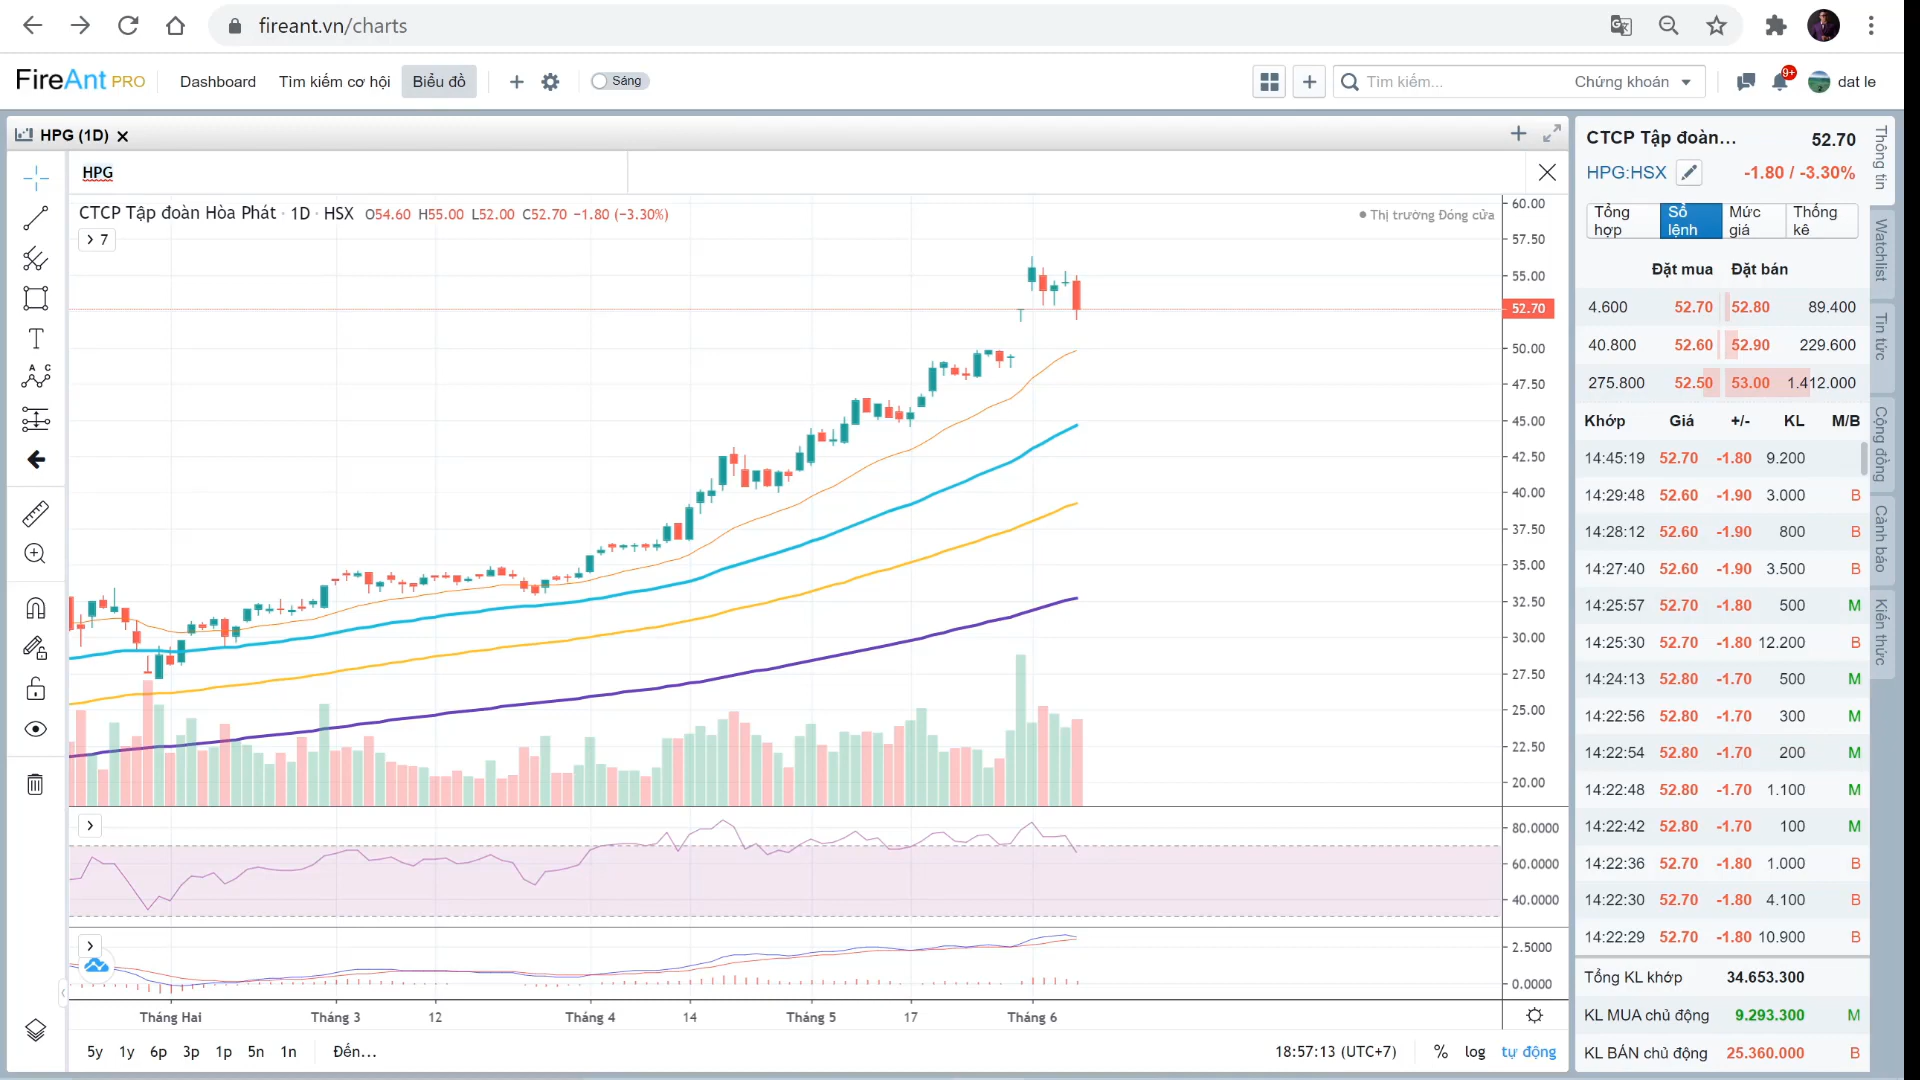 fireant.vn/charts
FireAnt PRO
Dashboard
Tìm kiếm cơ hội
Biểu đồ
Sáng
Tìm kiếm...
Chứng khoán
9+
dat le
HPG (1D)
HPG
CTCP Tập đoàn Hòa Phát · 1D · HSX O54.60 H55.00 L52.00 C52.70 −1.80 (−3.30%)
Thị trường Đóng cửa
7
60.00
57.50
55.00
52.70
50.00
47.50
45.00
42.50
40.00
37.50
35.00
32.50
30.00
27.50
25.00
22.50
20.00
80.0000
60.0000
40.0000
2.5000
0.0000
Tháng Hai
Tháng 3
12
Tháng 4
14
Tháng 5
17
Tháng 6
5y 1y 6p 3p 1p 5n 1n Đến...
18:57:13 (UTC+7) % log tự động
CTCP Tập đoàn... 52.70
HPG:HSX -1.80 / -3.30%
Tổng hợp
Sổ lệnh
Mức giá
Thống kê
Đặt mua Đặt bán
4.600 52.70 52.80 89.400
40.800 52.60 52.90 229.600
275.800 52.50 53.00 1.412.000
Khớp Giá +/- KL M/B
14:45:19 52.70 -1.80 9.200
14:29:48 52.60 -1.90 3.000 B
14:28:12 52.60 -1.90 800 B
14:27:40 52.60 -1.90 3.500 B
14:25:57 52.70 -1.80 500 M
14:25:30 52.70 -1.80 12.200 B
14:24:13 52.80 -1.70 500 M
14:22:56 52.80 -1.70 300 M
14:22:54 52.80 -1.70 200 M
14:22:48 52.80 -1.70 1.100 M
14:22:42 52.80 -1.70 100 M
14:22:36 52.70 -1.80 1.000 B
14:22:30 52.70 -1.80 4.100 B
14:22:29 52.70 -1.80 10.900 B
Tổng KL khớp 34.653.300
KL MUA chủ động 9.293.300 M
KL BÁN chủ động 25.360.000 B
Thông tin
Watchlist
Tin tức
Cộng đồng
Cảnh báo
Kiến thức